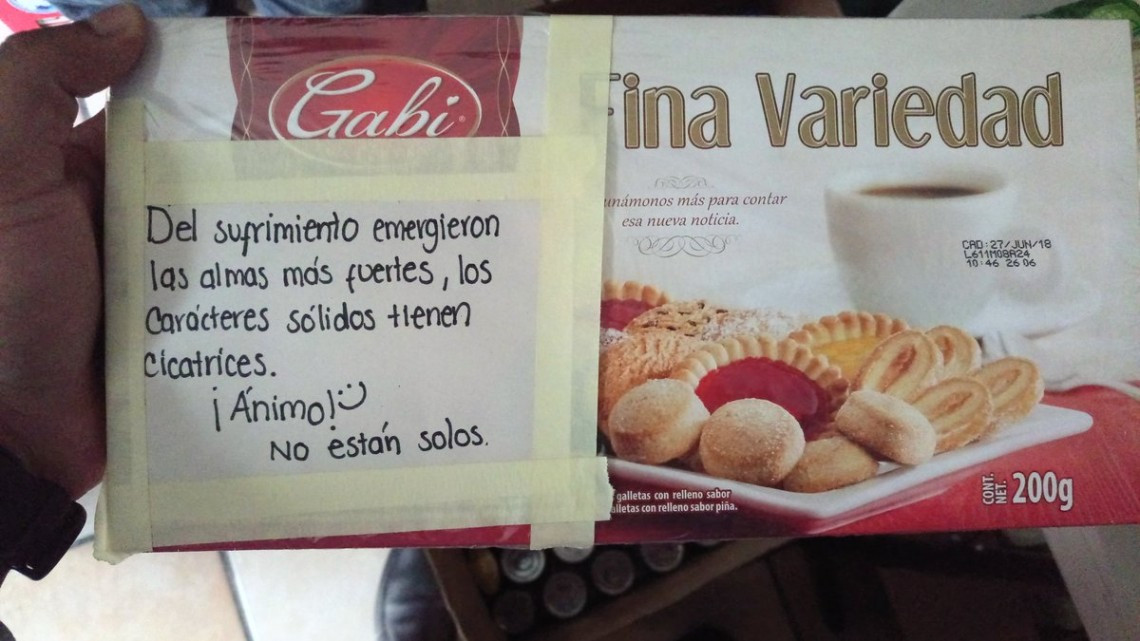 Gabi®
Fina Variedad
unámonos más para contar
esa nueva noticia.
CAD:27/JUN/18
L611M08A24
10:46 26 06
Del sufrimiento emergieron
las almas más fuertes, los
carácteres sólidos tienen
cicatrices.
¡Ánimo!
No están solos.
galletas con relleno sabor
galletas con relleno sabor piña.
CONT.
NET. 200g